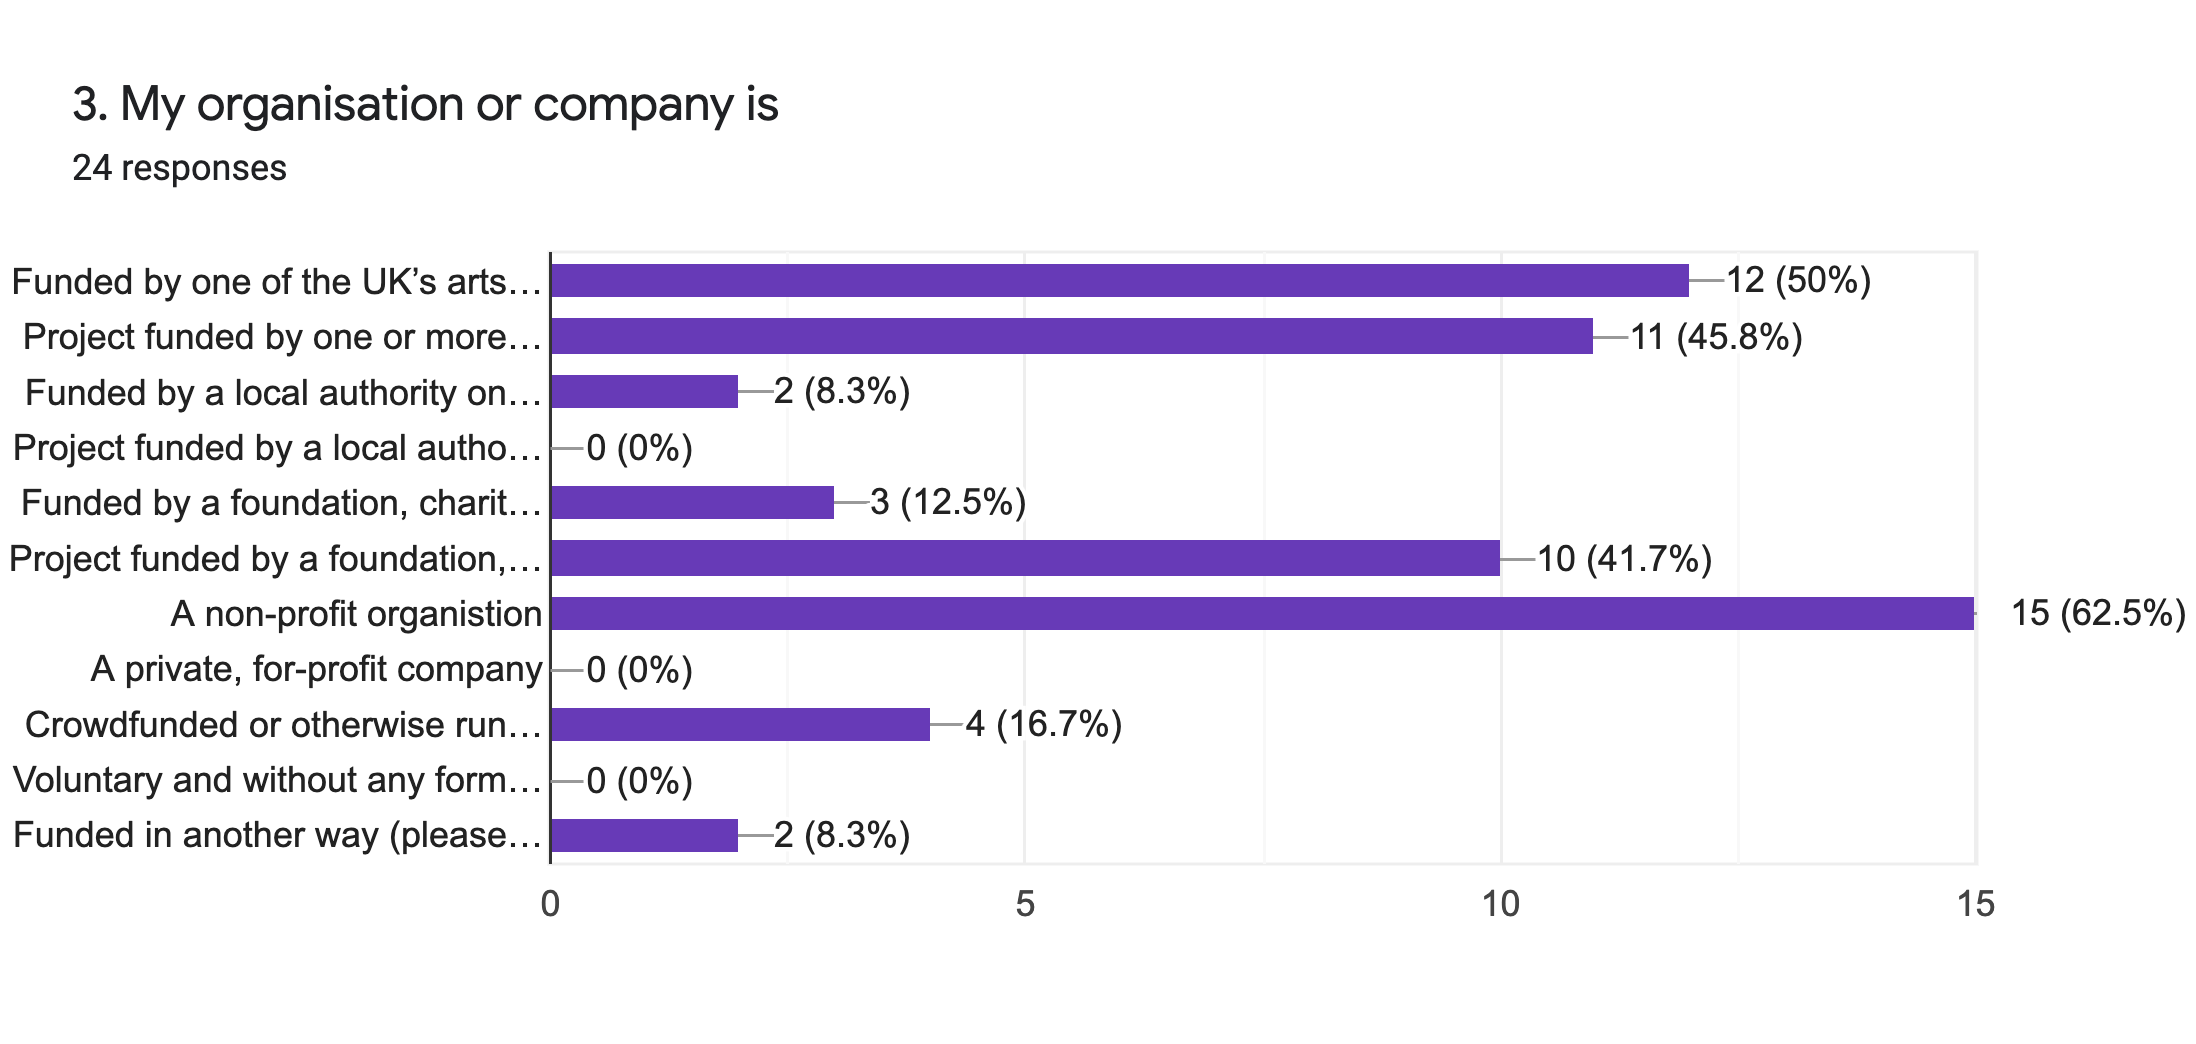 3. My organisation or company is
24 responses
Funded by one of the UK’s arts… 12 (50%)
Project funded by one or more… 11 (45.8%)
Funded by a local authority on… 2 (8.3%)
Project funded by a local autho… 0 (0%)
Funded by a foundation, charit… 3 (12.5%)
Project funded by a foundation,… 10 (41.7%)
A non-profit organistion 15 (62.5%)
A private, for-profit company 0 (0%)
Crowdfunded or otherwise run… 4 (16.7%)
Voluntary and without any form… 0 (0%)
Funded in another way (please… 2 (8.3%)
0 5 10 15